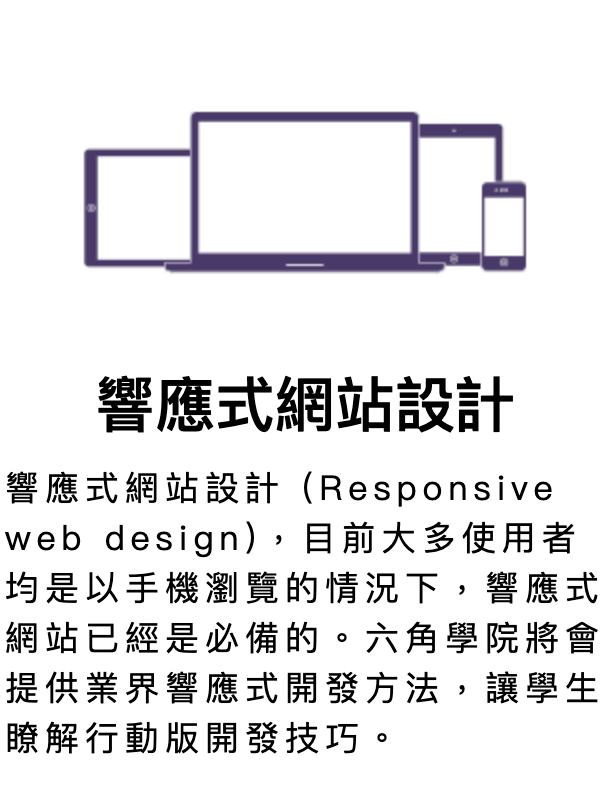 響應式網站設計
響應式網站設計 (Responsive
web design)，目前大多使用者
均是以手機瀏覽的情況下，響應式
網站已經是必備的。六角學院將會
提供業界響應式開發方法，讓學生
瞭解行動版開發技巧。